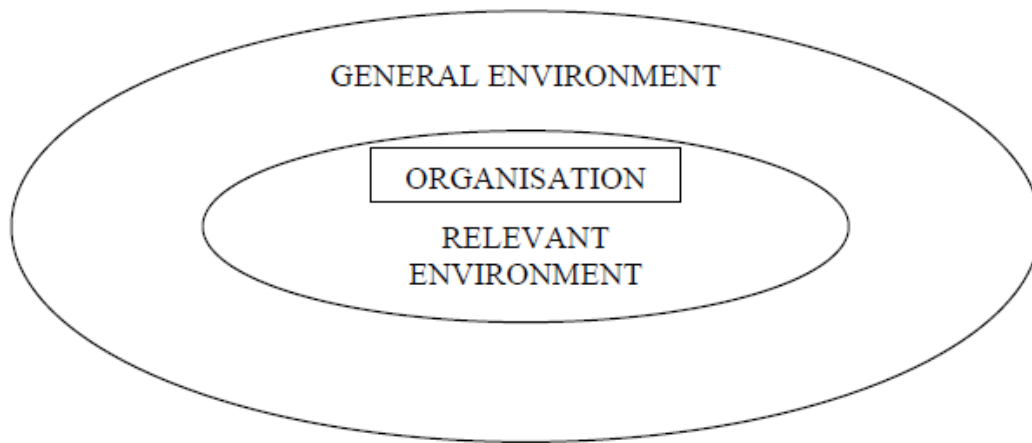 GENERAL ENVIRONMENT
ORGANISATION
RELEVANT
ENVIRONMENT